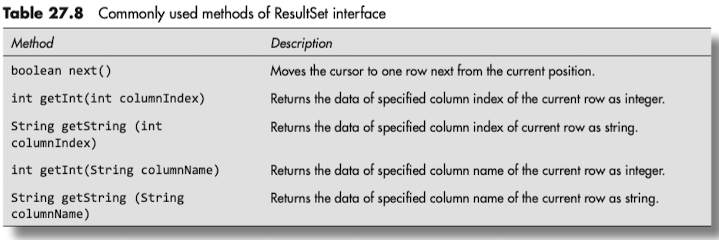 Table 27.8 Commonly used methods of ResultSet interface
Method Description
boolean next() Moves the cursor to one row next from the current position.
int getInt(int columnIndex) Returns the data of specified column index of the current row as integer.
String getString (int Returns the data of specified column index of current row as string.
columnIndex)
int getInt(String columnName) Returns the data of specified column name of the current row as integer.
String getString (String Returns the data of specified column name of the current row as string.
columnName)